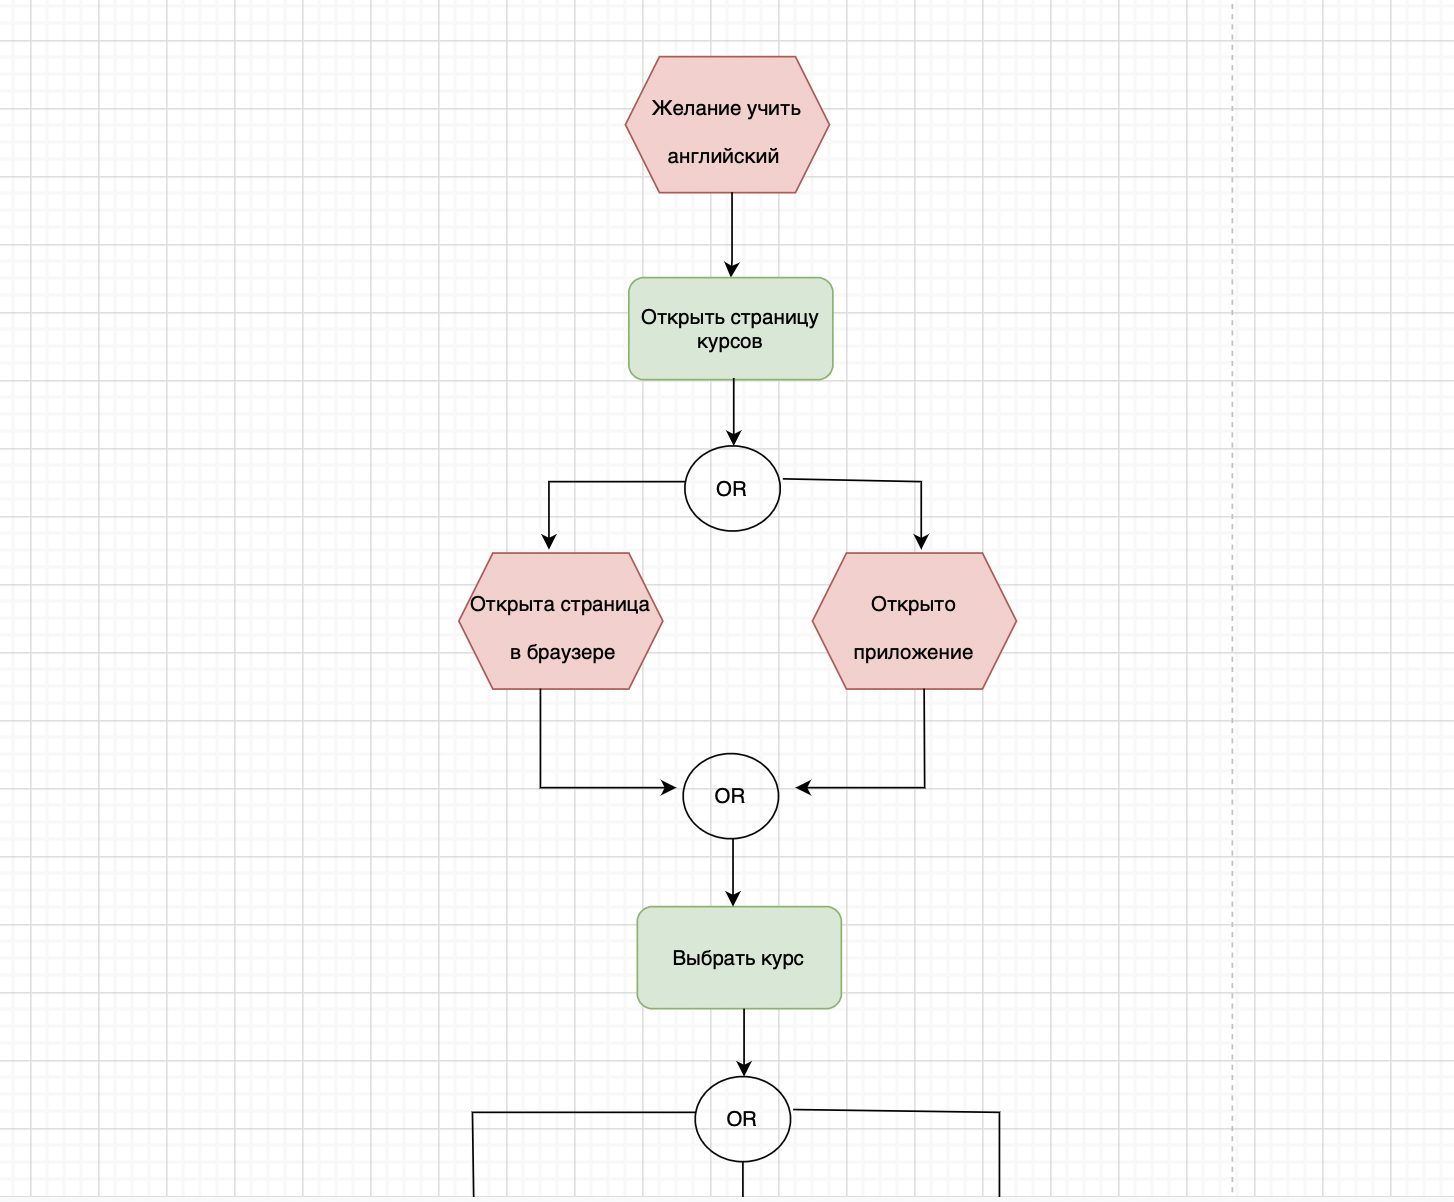 Желание учить
английский
Открыть страницу
курсов
OR
Открыта страница
в браузере
Открыто
приложение
OR
Выбрать курс
OR